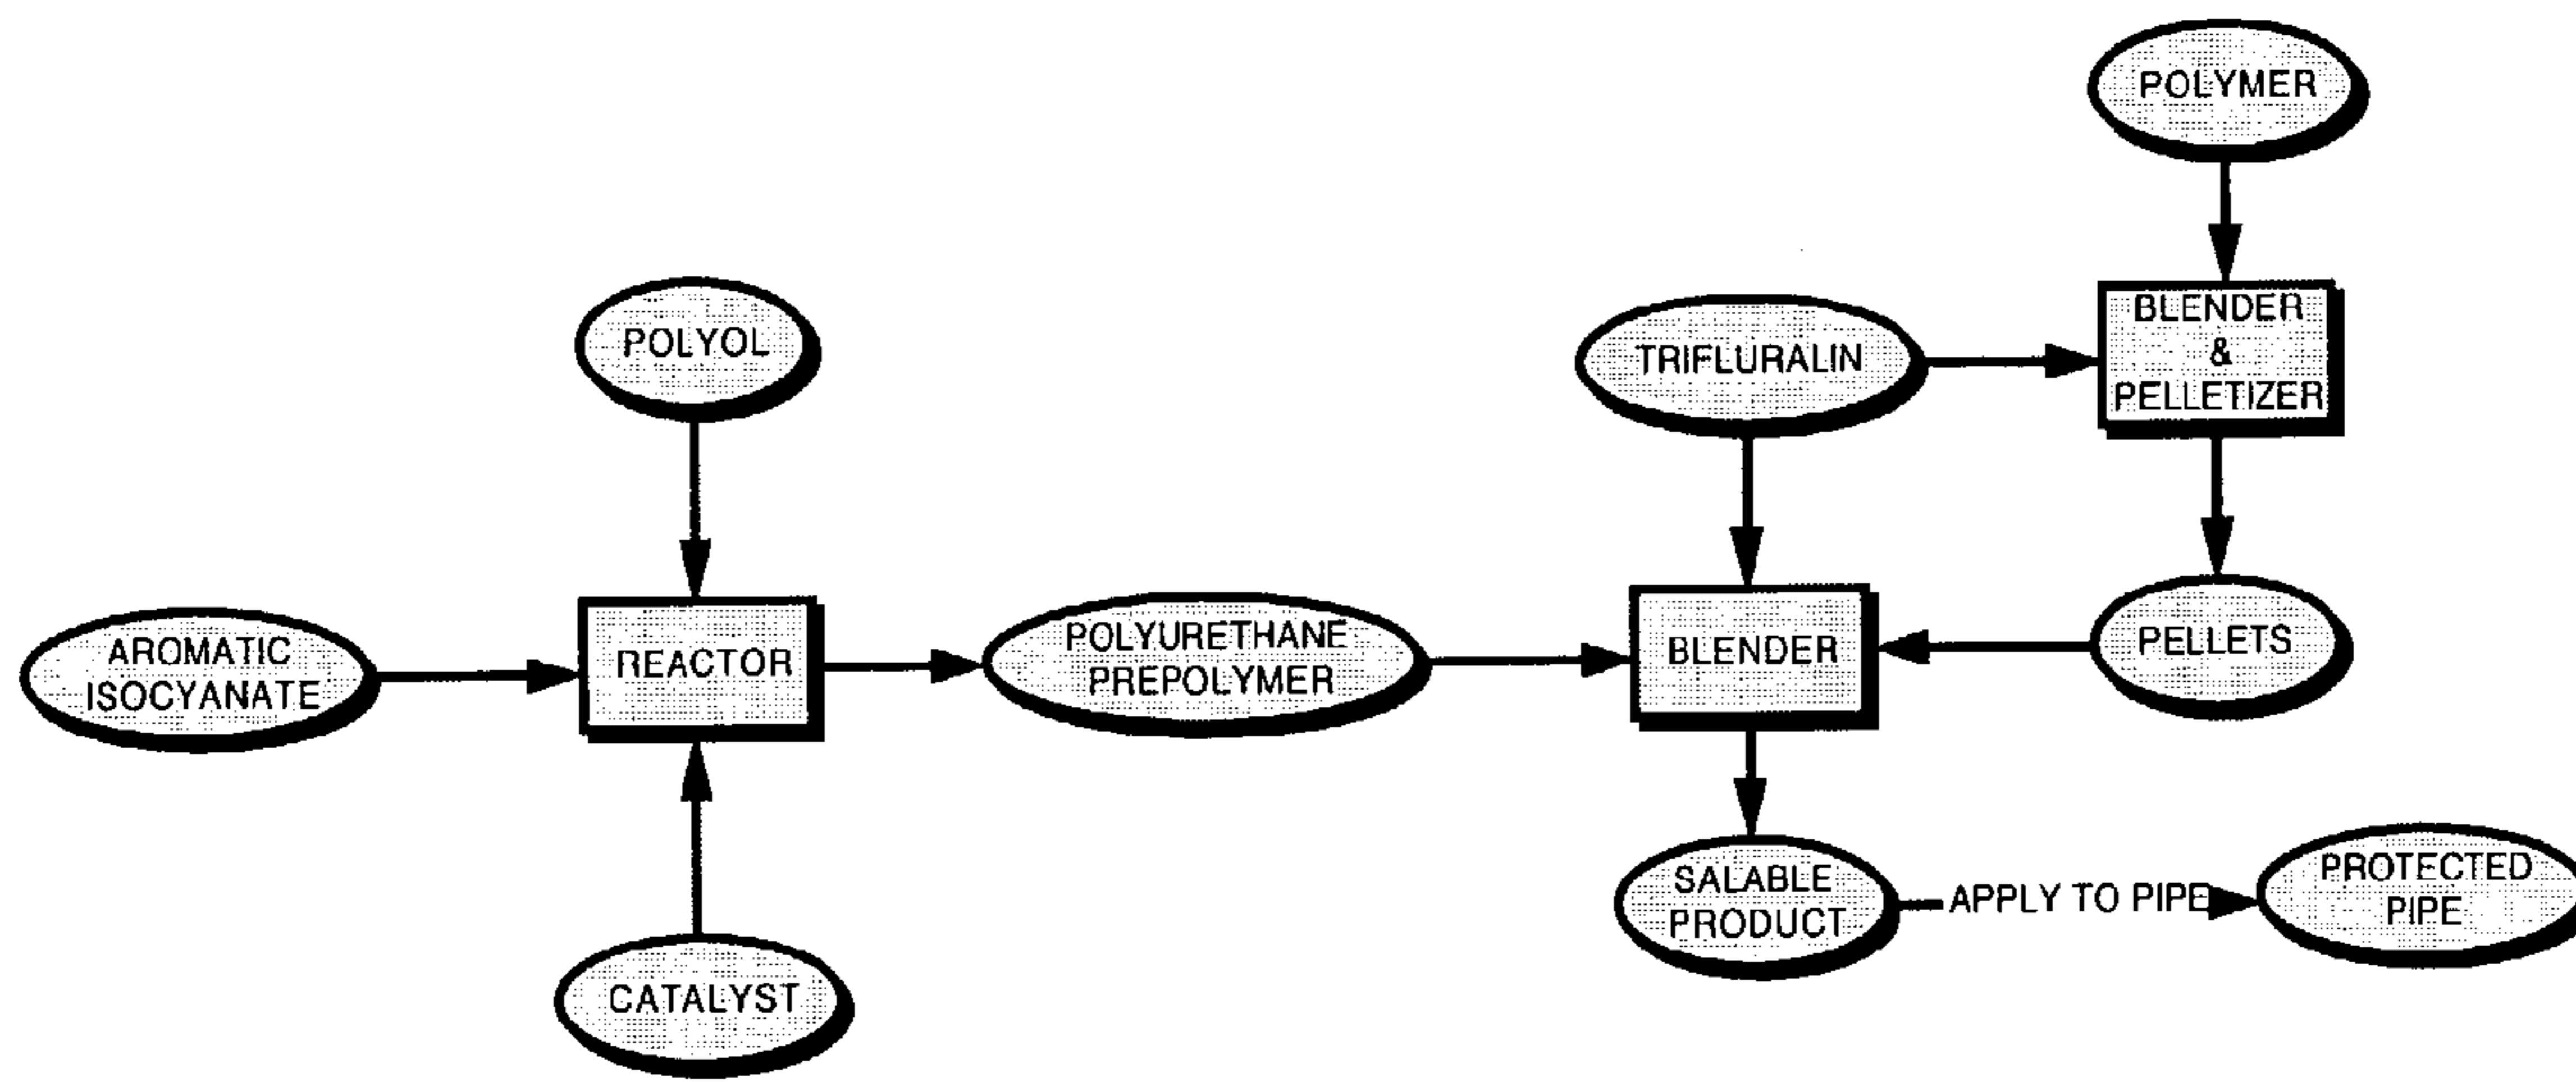 POLYMER
BLENDER
&
PELLETIZER
TRIFLURALIN
POLYOL
AROMATIC
ISOCYANATE
REACTOR
POLYURETHANE
PREPOLYMER
BLENDER
PELLETS
SALABLE
PRODUCT
APPLY TO PIPE
PROTECTED
PIPE
CATALYST